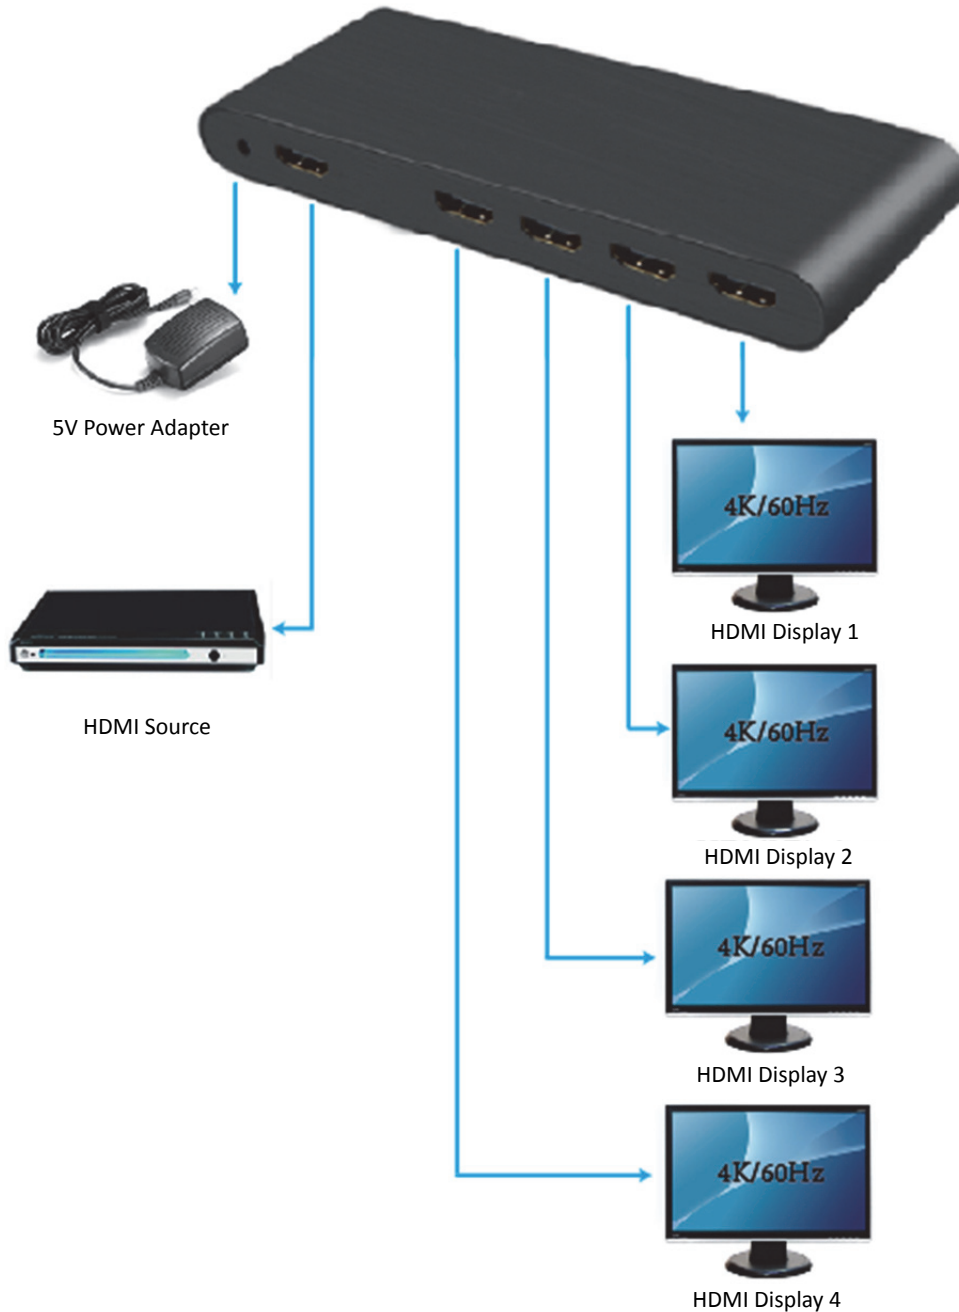 5V Power Adapter
4K/60Hz
HDMI Display 1
HDMI Source
4K/60Hz
HDMI Display 2
4K/60Hz
HDMI Display 3
4K/60Hz
HDMI Display 4